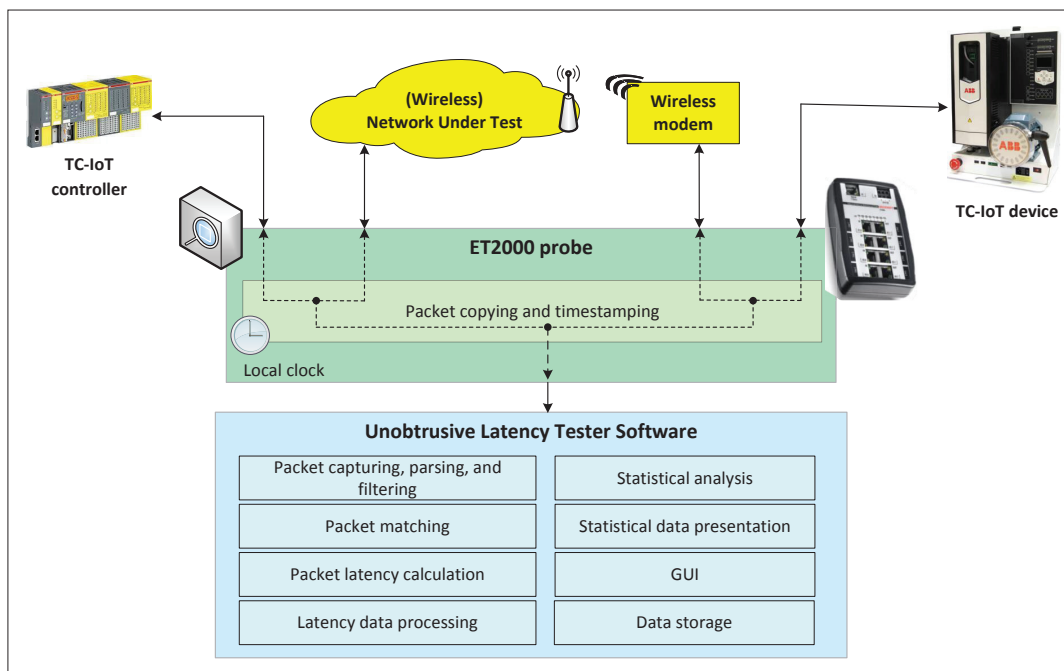 TC-IoT
controller
(Wireless)
Network Under Test
Wireless
modem
ABB
ABB
TC-IoT device
ET2000 probe
Packet copying and timestamping
Local clock
Unobtrusive Latency Tester Software
Packet capturing, parsing, and
filtering
Statistical analysis
Packet matching
Statistical data presentation
Packet latency calculation
GUI
Latency data processing
Data storage